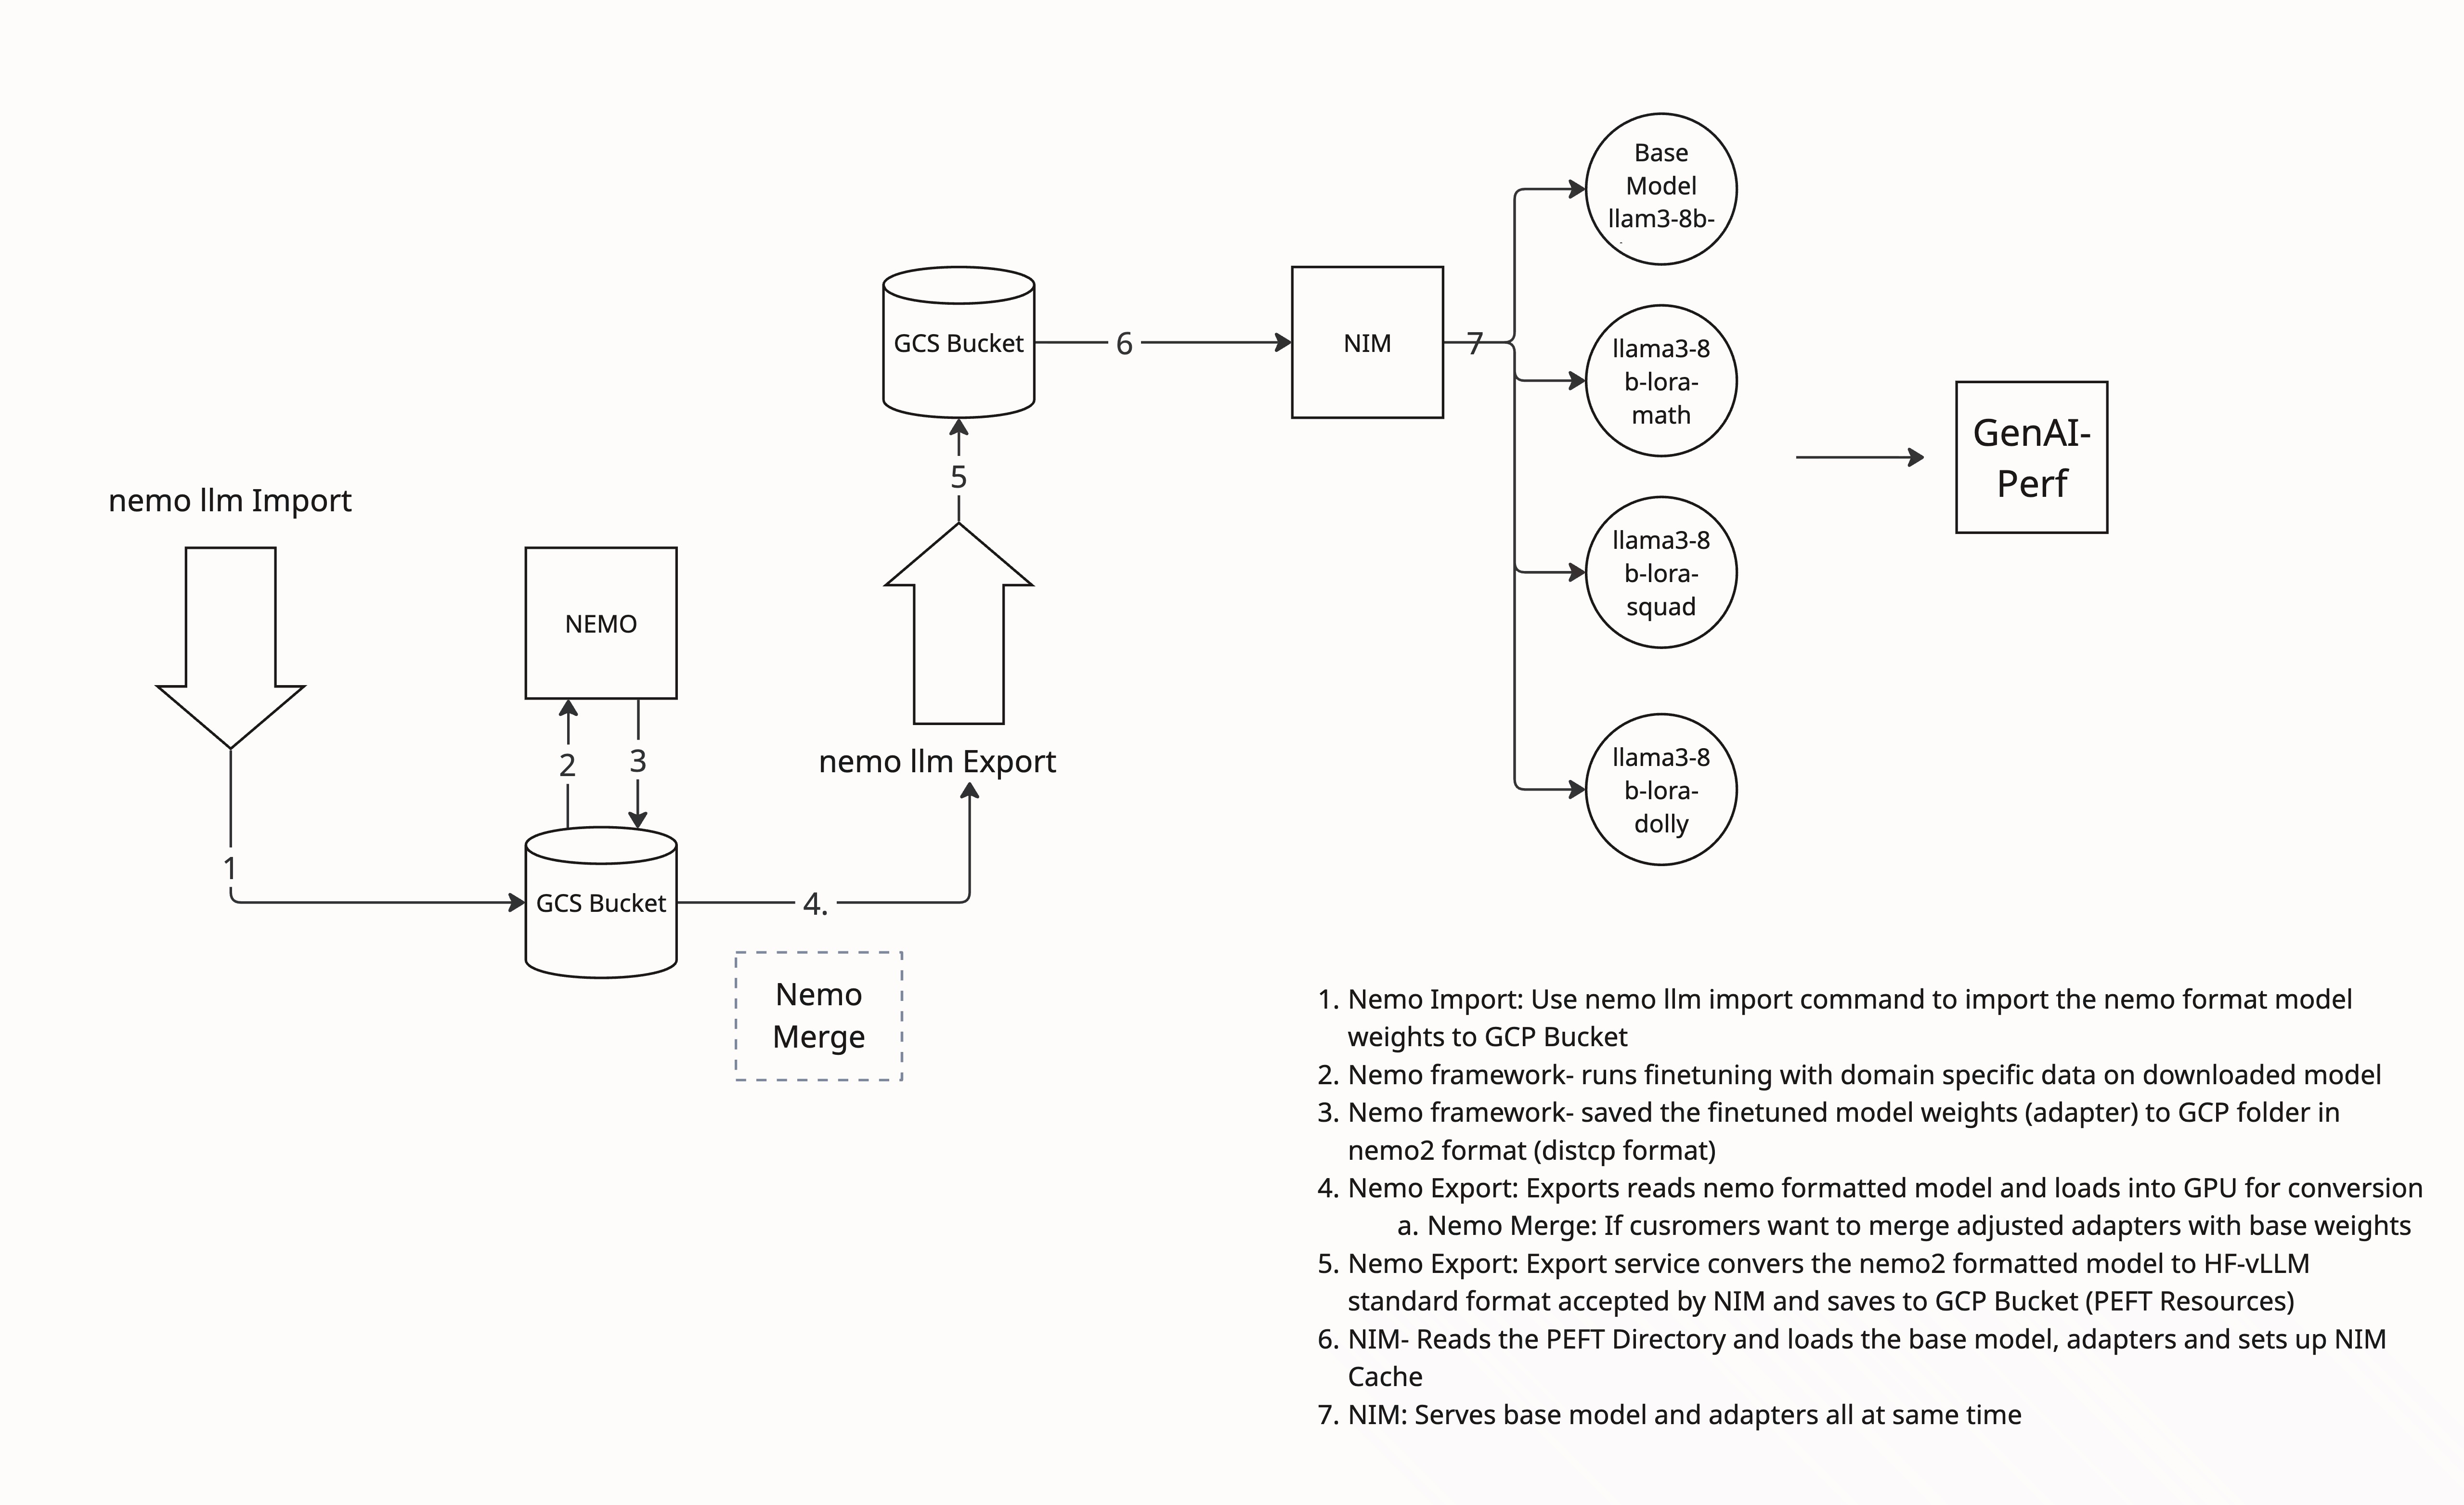 nemo llm Import
1
NEMO
2
3
GCS Bucket
4.
Nemo
Merge
nemo llm Export
5
GCS Bucket
6
NIM
7
Base
Model
llam3-8b-
llama3-8
b-lora-
math
llama3-8
b-lora-
squad
llama3-8
b-lora-
dolly
GenAI-
Perf
1. Nemo Import: Use nemo llm import command to import the nemo format model
weights to GCP Bucket
2. Nemo framework- runs finetuning with domain specific data on downloaded model
3. Nemo framework- saved the finetuned model weights (adapter) to GCP folder in
nemo2 format (distcp format)
4. Nemo Export: Exports reads nemo formatted model and loads into GPU for conversion
a. Nemo Merge: If cusromers want to merge adjusted adapters with base weights
5. Nemo Export: Export service convers the nemo2 formatted model to HF-vLLM
standard format accepted by NIM and saves to GCP Bucket (PEFT Resources)
6. NIM- Reads the PEFT Directory and loads the base model, adapters and sets up NIM
Cache
7. NIM: Serves base model and adapters all at same time